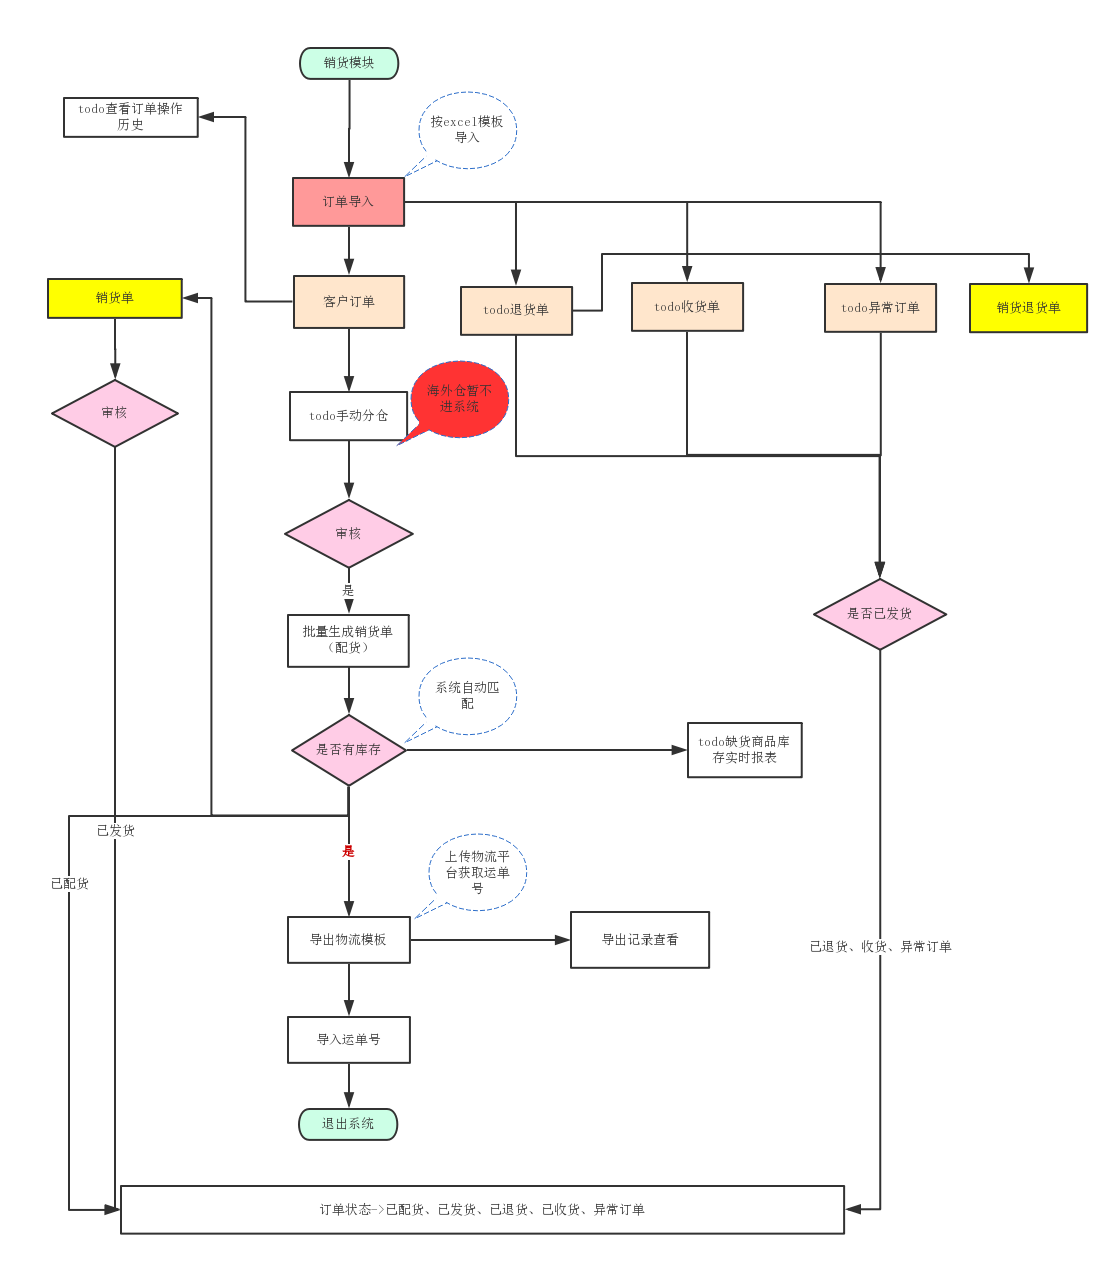 销货模块
todo查看订单操作
历史
按excel模板
导入
订单导入
销货单
客户订单
todo退货单
todo收货单
todo异常订单
销货退货单
海外仓暂不
进系统
审核
todo手动分仓
审核
是
批量生成销货单
（配货）
是否已发货
系统自动匹
配
是否有库存
todo缺货商品库
存实时报表
已发货
是
已配货
上传物流平
台获取运单
号
导出物流模板
导出记录查看
已退货、收货、异常订单
导入运单号
退出系统
订单状态->已配货、已发货、已退货、已收货、异常订单